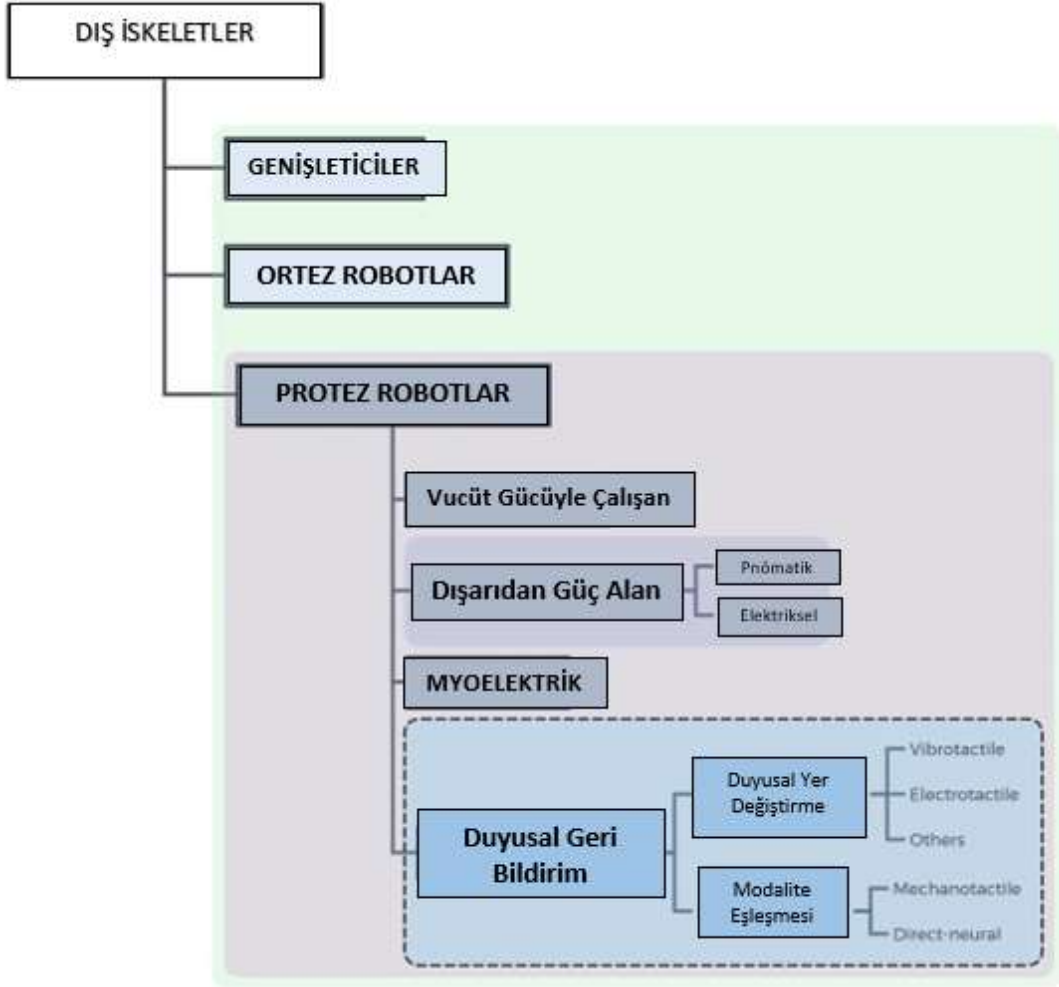 DIŞ İSKELETLER
GENİŞLETİCİLER
ORTEZ ROBOTLAR
PROTEZ ROBOTLAR
Vucüt Gücüyle Çalışan
Dışarıdan Güç Alan
Pnömatik
Elektriksel
MYOELEKTRİK
Duyusal Geri
Bildirim
Duyusal Yer
Değiştirme
Vibrotactile
Electrotactile
Others
Modalite
Eşleşmesi
Mechanotactile
Direct-neural